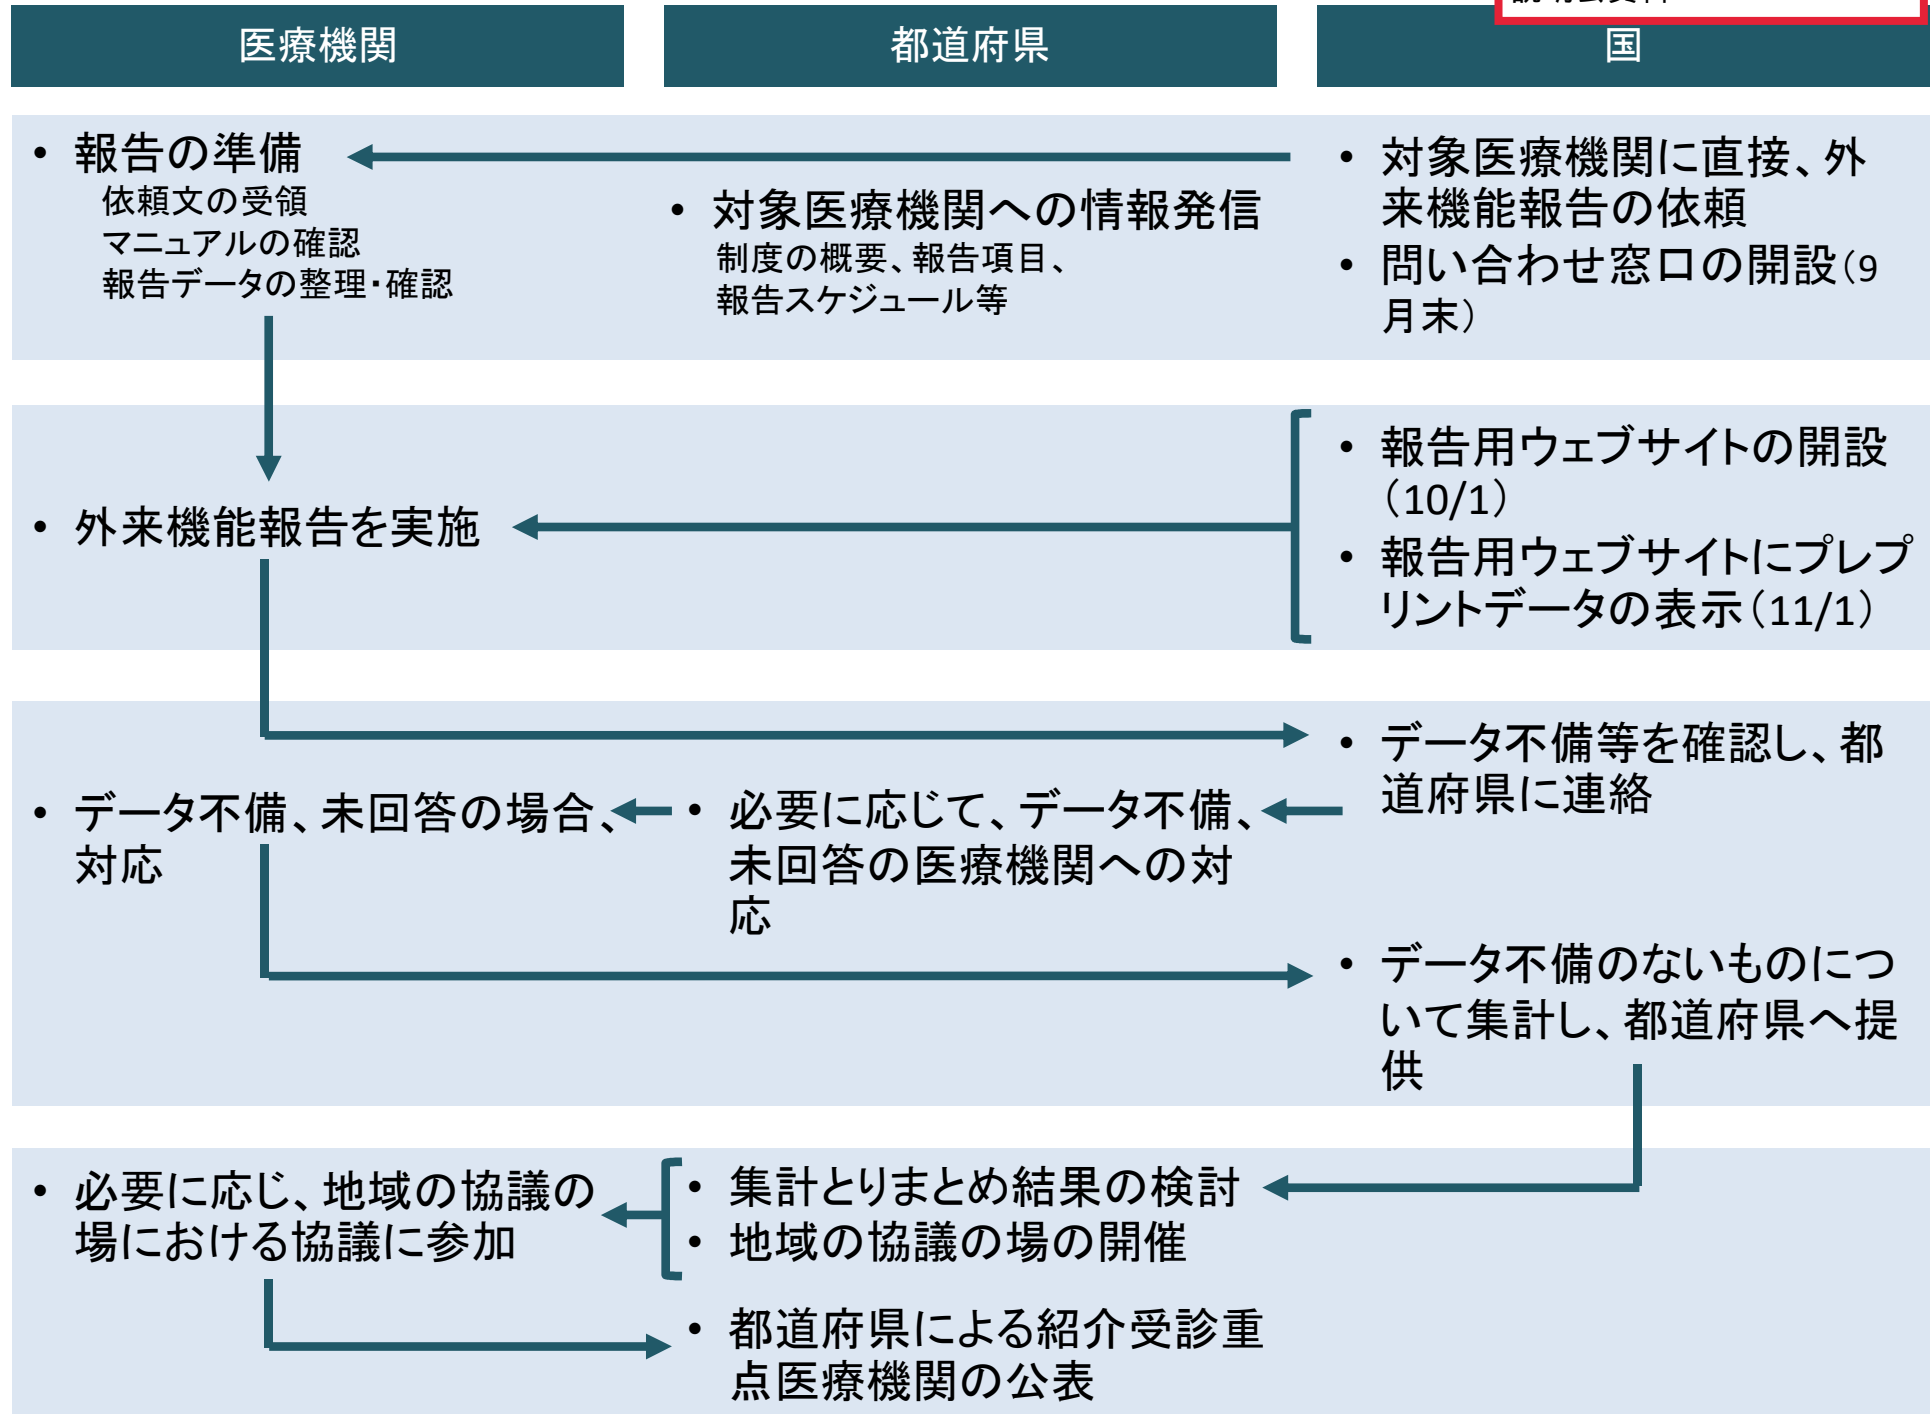 医療機関
都道府県
国
• 報告の準備
依頼文の受領
マニュアルの確認
報告データの整理・確認
• 対象医療機関への情報発信
制度の概要、報告項目、
報告スケジュール等
• 対象医療機関に直接、外
来機能報告の依頼
• 問い合わせ窓口の開設（9
月末）
• 外来機能報告を実施
• 報告用ウェブサイトの開設
（10/1）
• 報告用ウェブサイトにプレプ
リントデータの表示（11/1）
• データ不備、未回答の場合、
対応
• 必要に応じて、データ不備、
未回答の医療機関への対
応
• データ不備等を確認し、都
道府県に連絡
• データ不備のないものにつ
いて集計し、都道府県へ提
供
• 必要に応じ、地域の協議の
場における協議に参加
• 集計とりまとめ結果の検討
• 地域の協議の場の開催
• 都道府県による紹介受診重
点医療機関の公表